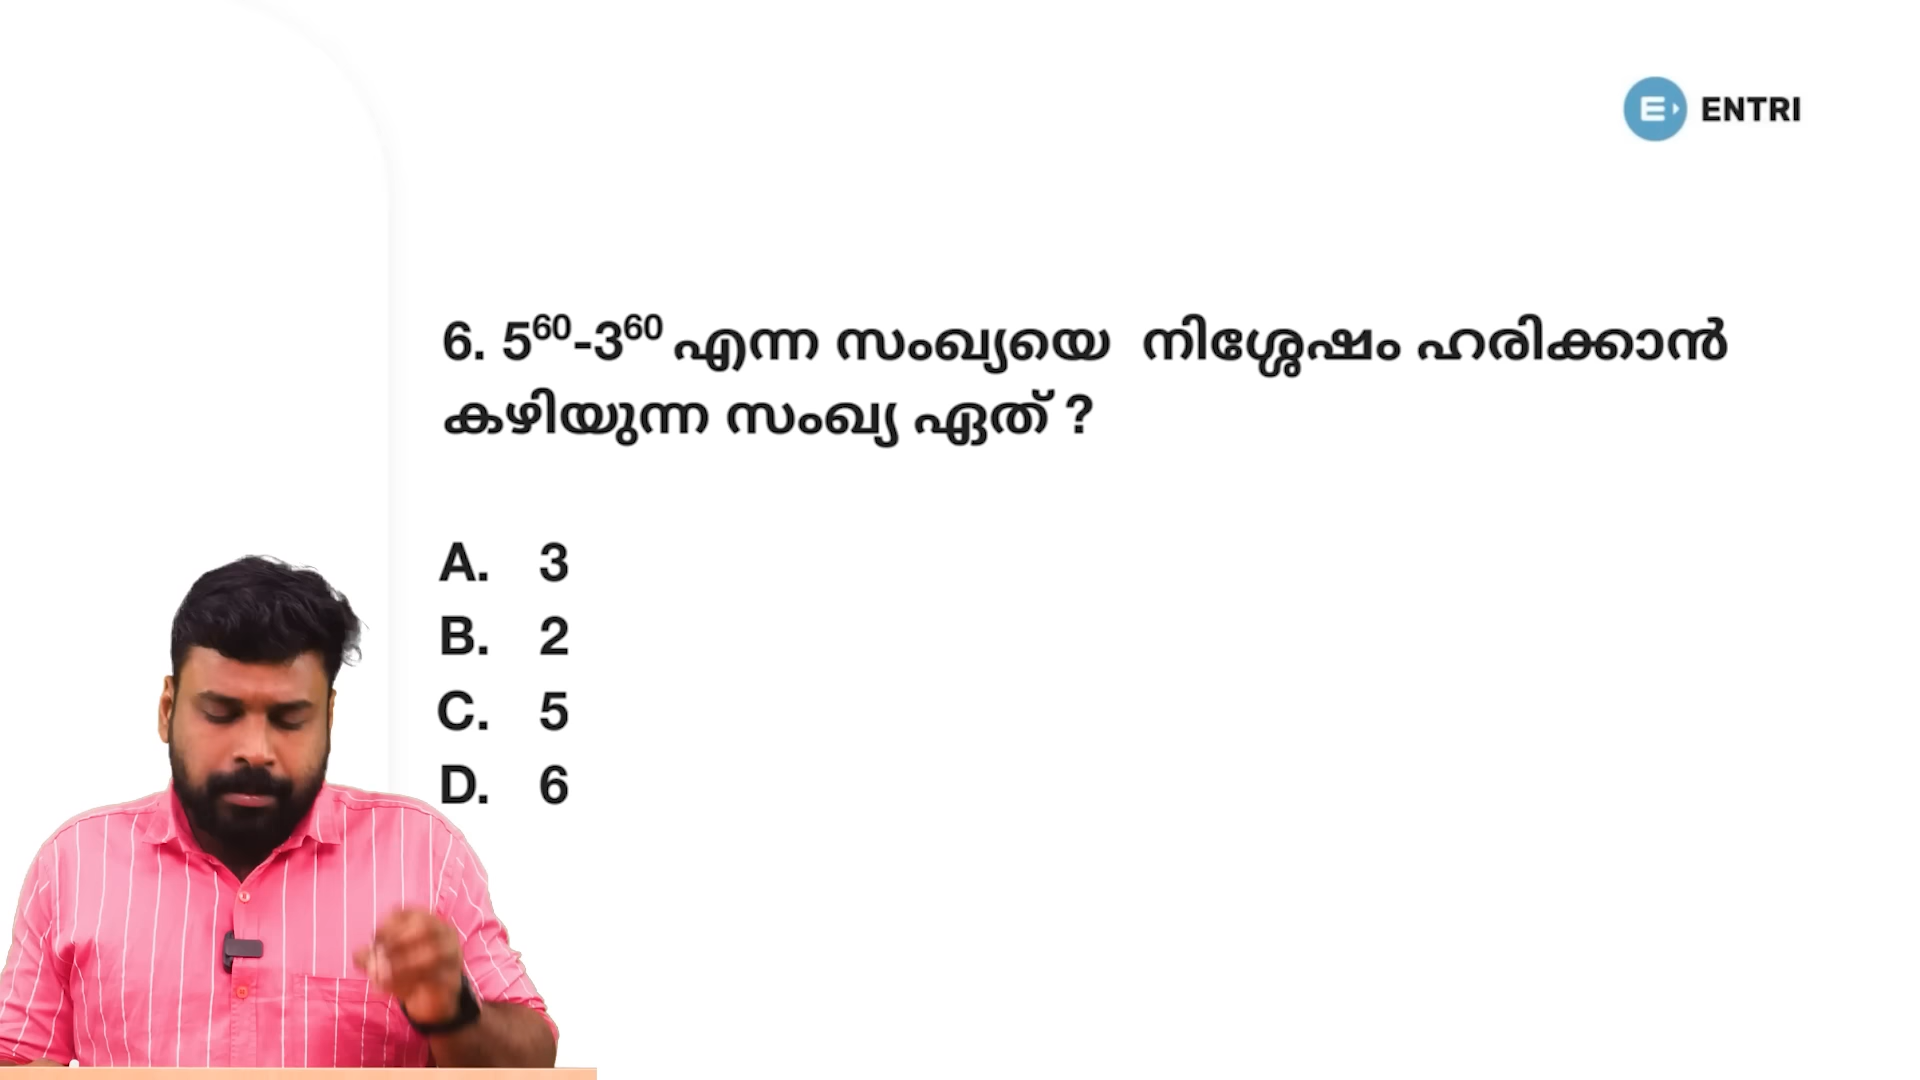 ENTRI
6. 5⁶⁰-3⁶⁰ എന്ന സംഖ്യയെ നിശ്ശേഷം ഹരിക്കാൻ
കഴിയുന്ന സംഖ്യ ഏത് ?
A. 3
B. 2
C. 5
D. 6